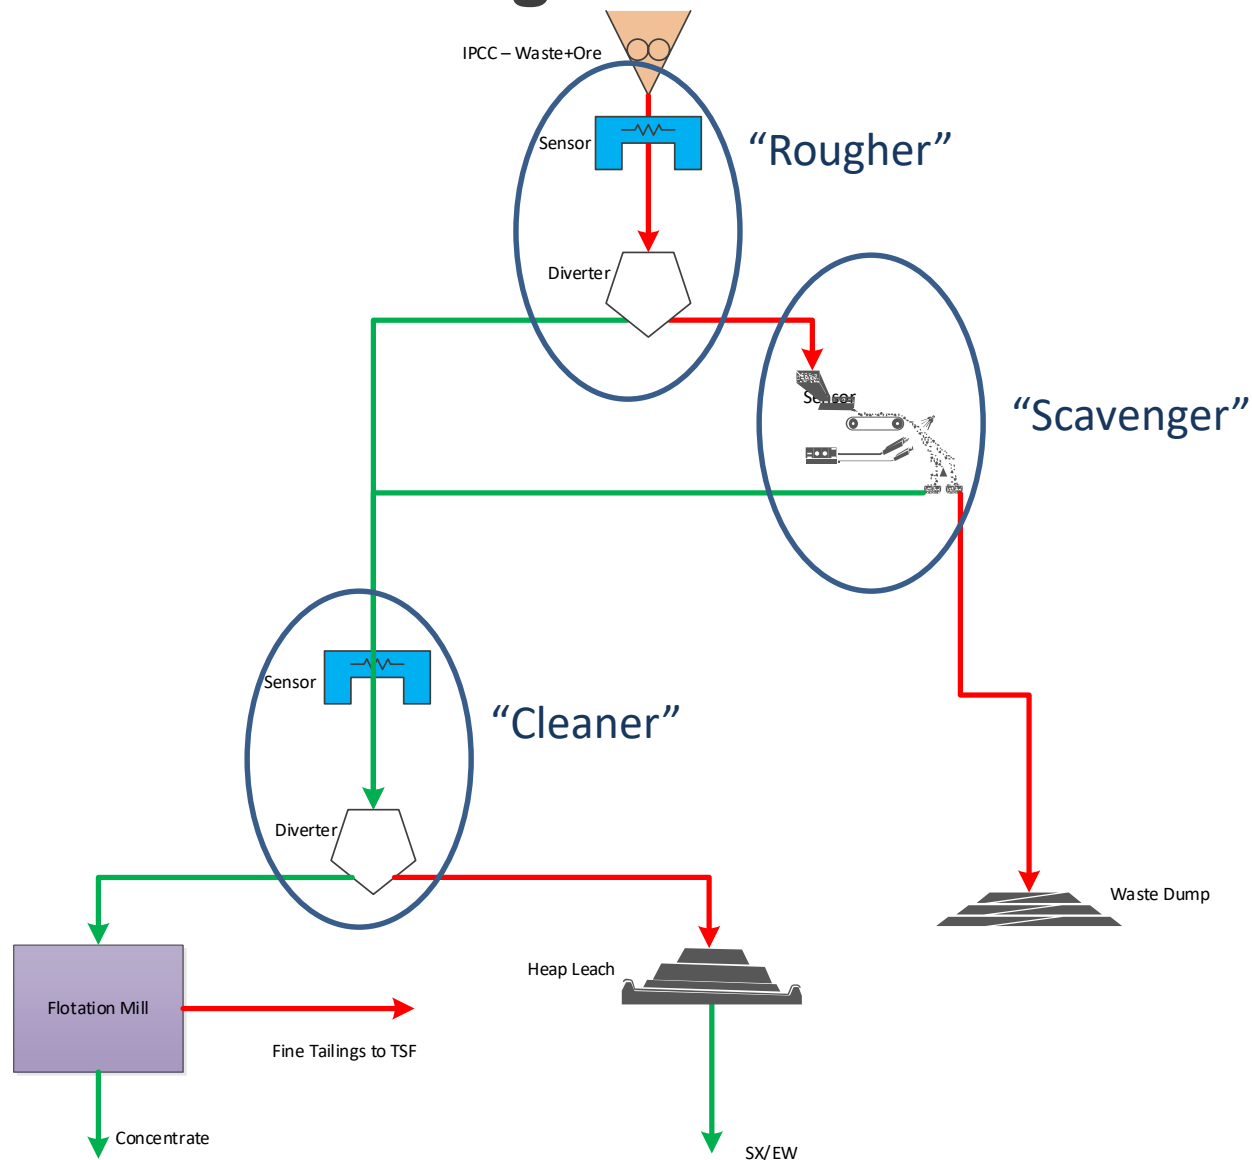 IPCC – Waste+Ore
Sensor
“Rougher”
Diverter
Sensor
“Scavenger”
Sensor
“Cleaner”
Diverter
Waste Dump
Heap Leach
Flotation Mill
Fine Tailings to TSF
Concentrate
SX/EW